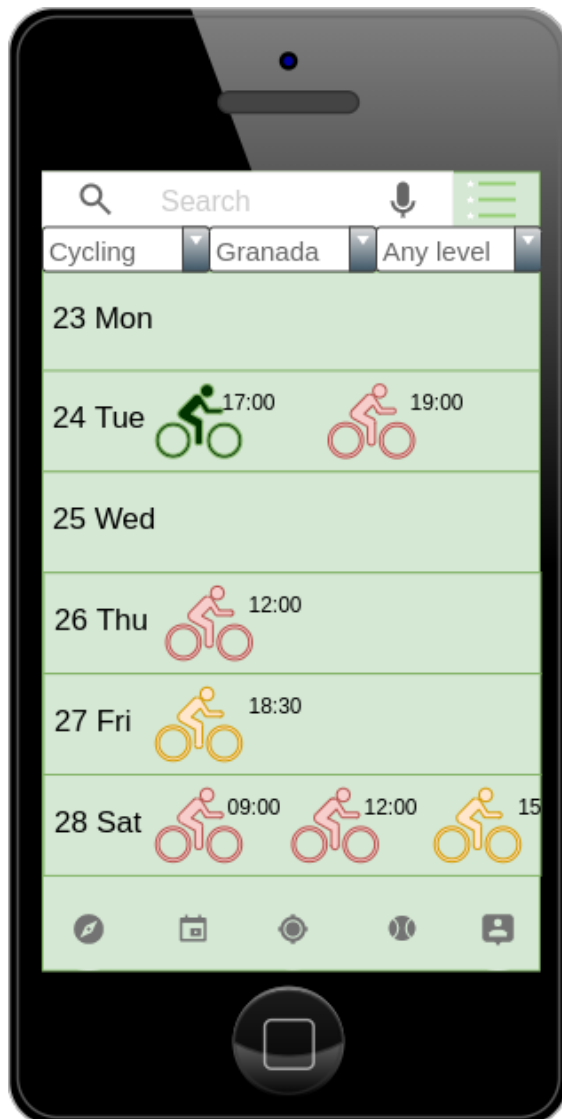 Search
Cycling Granada Any level
23 Mon
24 Tue 17:00 19:00
25 Wed
26 Thu 12:00
27 Fri 18:30
28 Sat 09:00 12:00 15